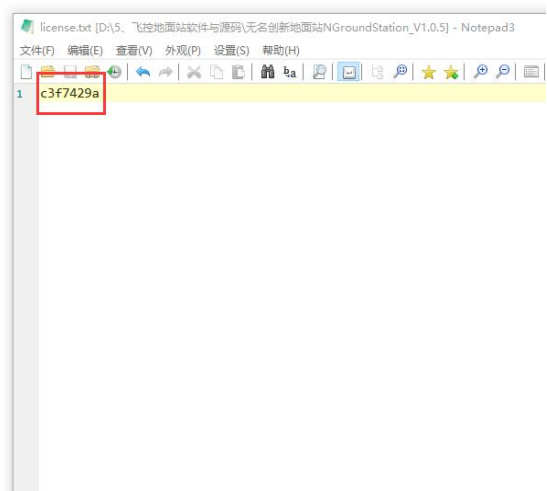 license.txt [D:\5、飞控地面站软件与源码\无名创新地面站NGroundStation_V1.0.5] - Notepad3
文件(F) 编辑(E) 查看(V) 外观(P) 设置(S) 帮助(H)
1 c3f7429a